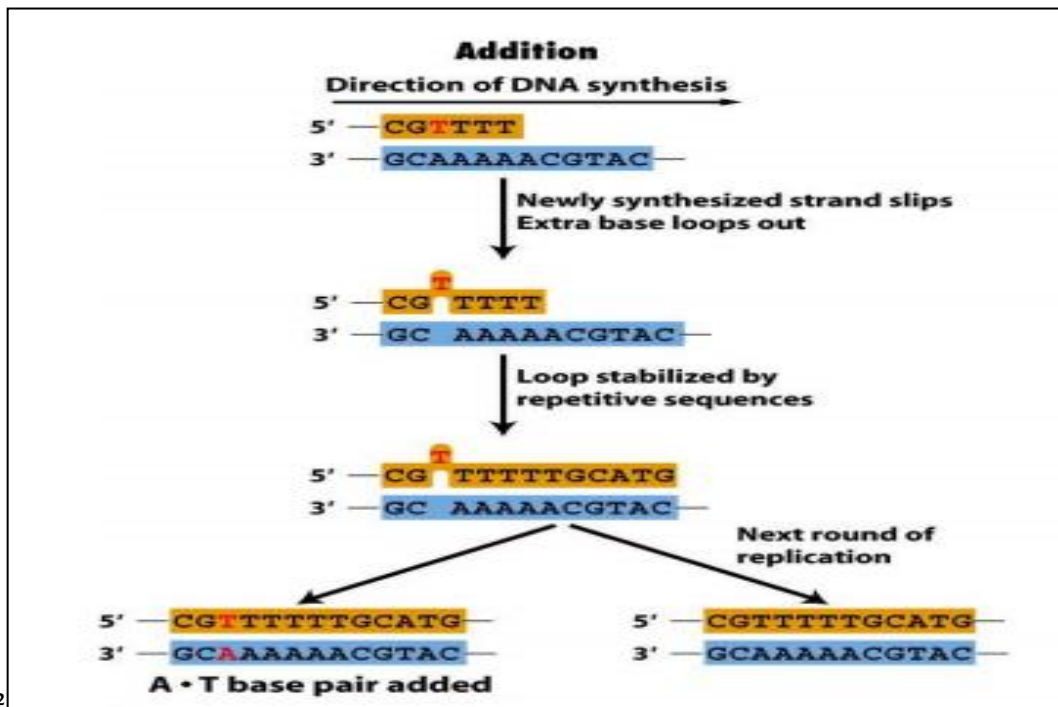 Addition
Direction of DNA synthesis
5' CGTTTT
3' GCAAAAACGTAC
Newly synthesized strand slips
Extra base loops out
T
5' CG TTTT
3' GC AAAAACGTAC
Loop stabilized by
repetitive sequences
T
5' CG TTTTTGCATG
3' GC AAAAACGTAC
Next round of
replication
5' CGTTTTTTGCATG 5' CGTTTTTGCATG
3' GCAAAAAACGTAC 3' GCAAAAACGTAC
A • T base pair added
2